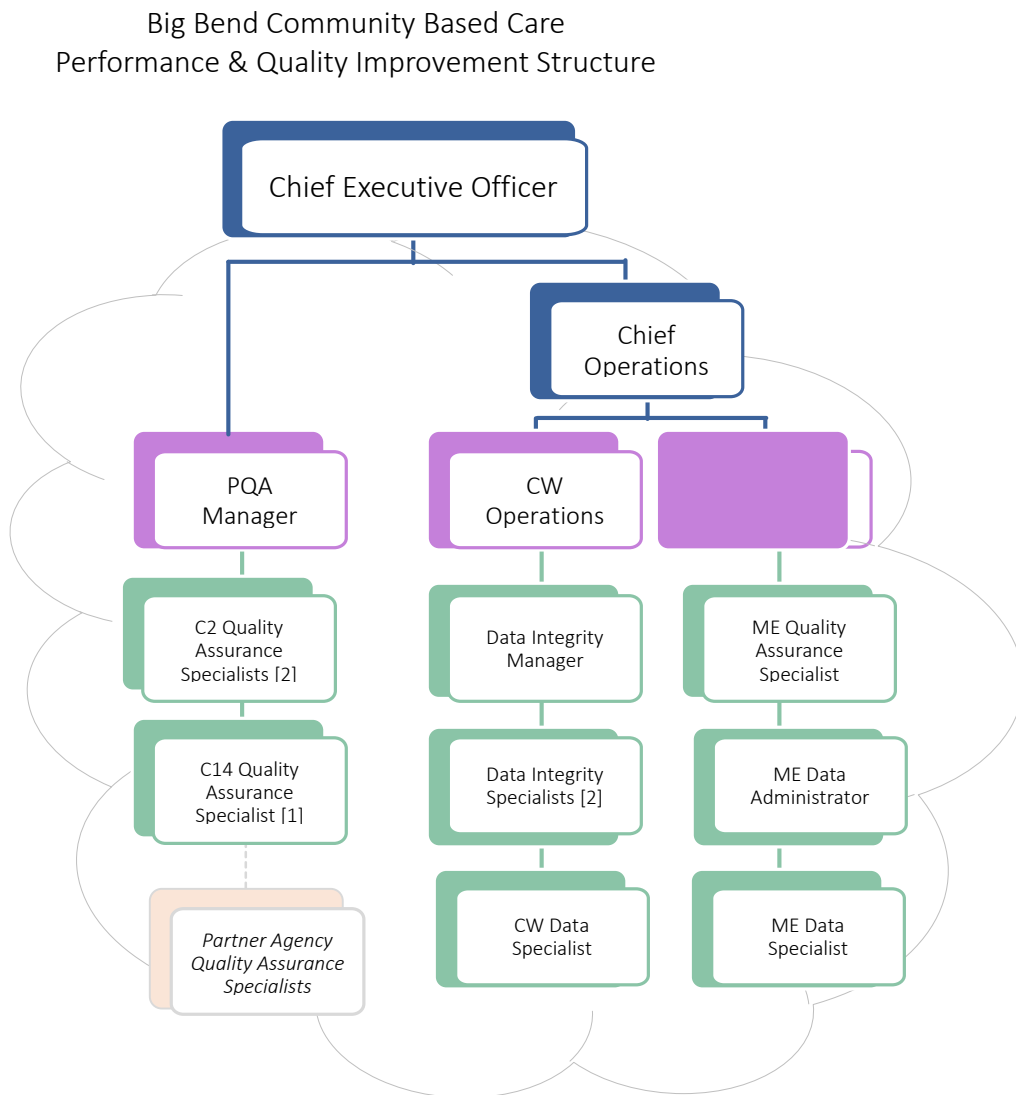 Big Bend Community Based Care
Performance & Quality Improvement Structure
Chief Executive Officer
Chief
Operations
PQA
Manager
CW
Operations
C2 Quality
Assurance
Specialists [2]
Data Integrity
Manager
ME Quality
Assurance
Specialist
C14 Quality
Assurance
Specialist [1]
Data Integrity
Specialists [2]
ME Data
Administrator
Partner Agency
Quality Assurance
Specialists
CW Data
Specialist
ME Data
Specialist